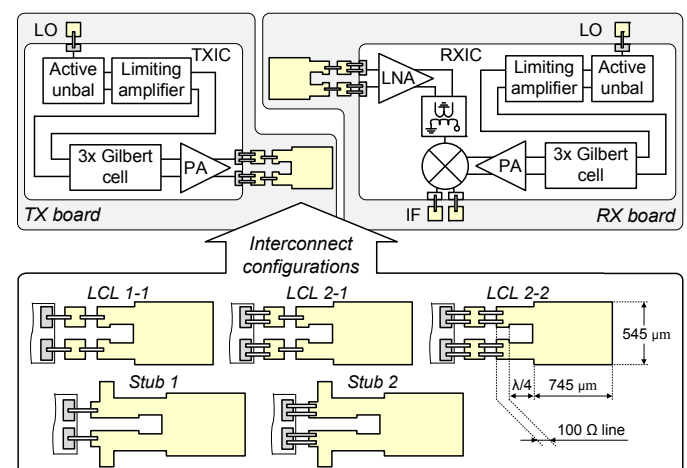 LO
TXIC
Active
unbal
Limiting
amplifier
3x Gilbert
cell
PA
TX board
LO
RXIC
LNA
Limiting
amplifier
Active
unbal
PA
3x Gilbert
cell
IF
RX board
Interconnect
configurations
LCL 1-1
LCL 2-1
LCL 2-2
545 μm
λ/4
745 μm
100 Ω line
Stub 1
Stub 2